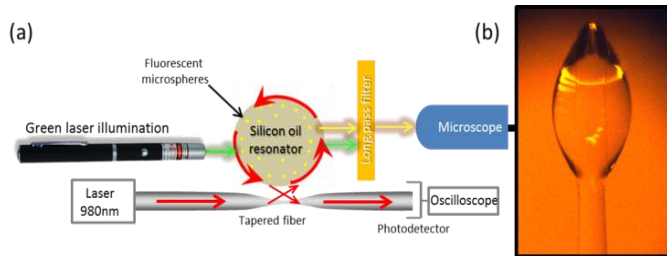 (a)
(b)
Fluorescent
microspheres
Green laser illumination
Silicon oil
resonator
Long pass filter
Microscope
Laser
980nm
Tapered fiber
Oscilloscope
Photodetector